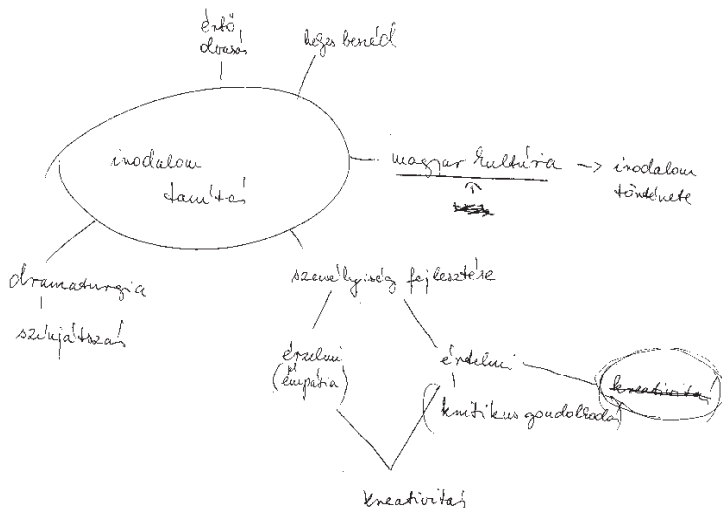 értő
olvasás
helyes beszéd
irodalom
tanítás
magyar kultúra → irodalom
története
dramaturgia
színjátszás
személyiség fejlesztése
érzelmi
(empátia)
értelmi
(kritikus gondolkodás)
kreativitás
kreativitás